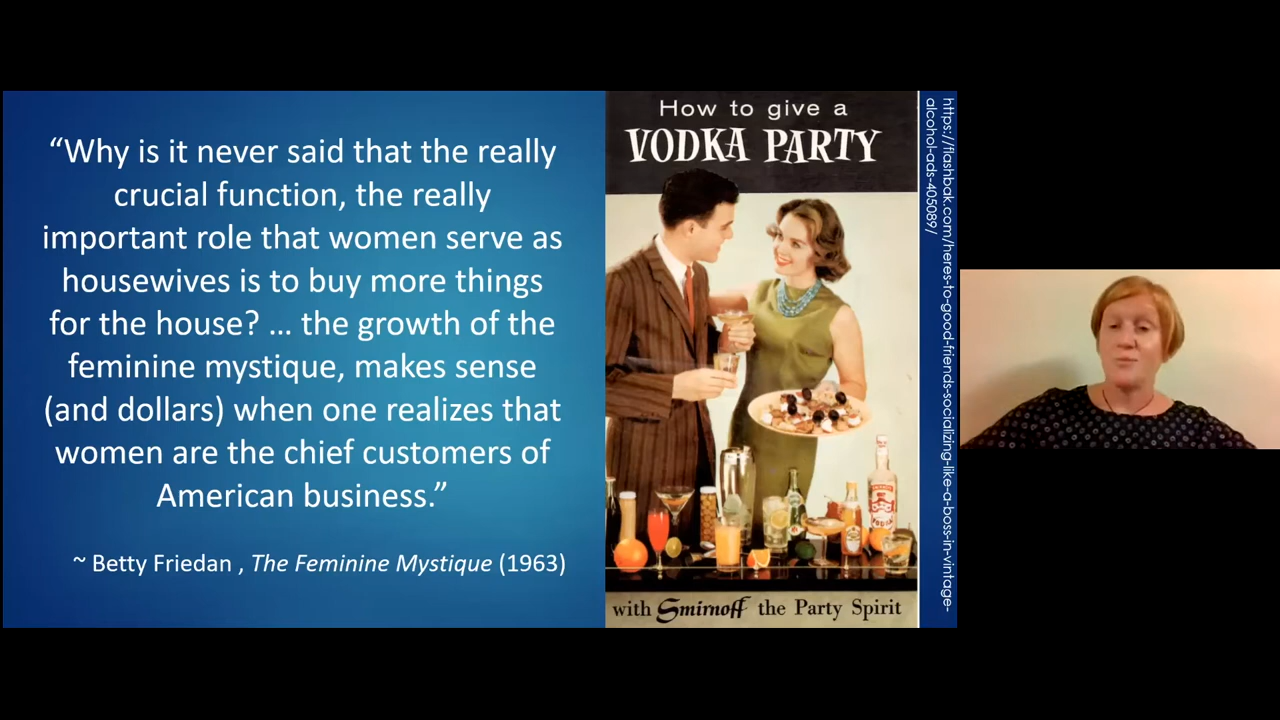 “Why is it never said that the really
crucial function, the really
important role that women serve as
housewives is to buy more things
for the house? … the growth of the
feminine mystique, makes sense
(and dollars) when one realizes that
women are the chief customers of
American business.”
~ Betty Friedan , The Feminine Mystique (1963)
How to give a
VODKA PARTY
with Smirnoff the Party Spirit
https://flashbak.com/heres-to-good-friends-socializing-like-a-boss-in-vintage-
alcohol-ads-405089/